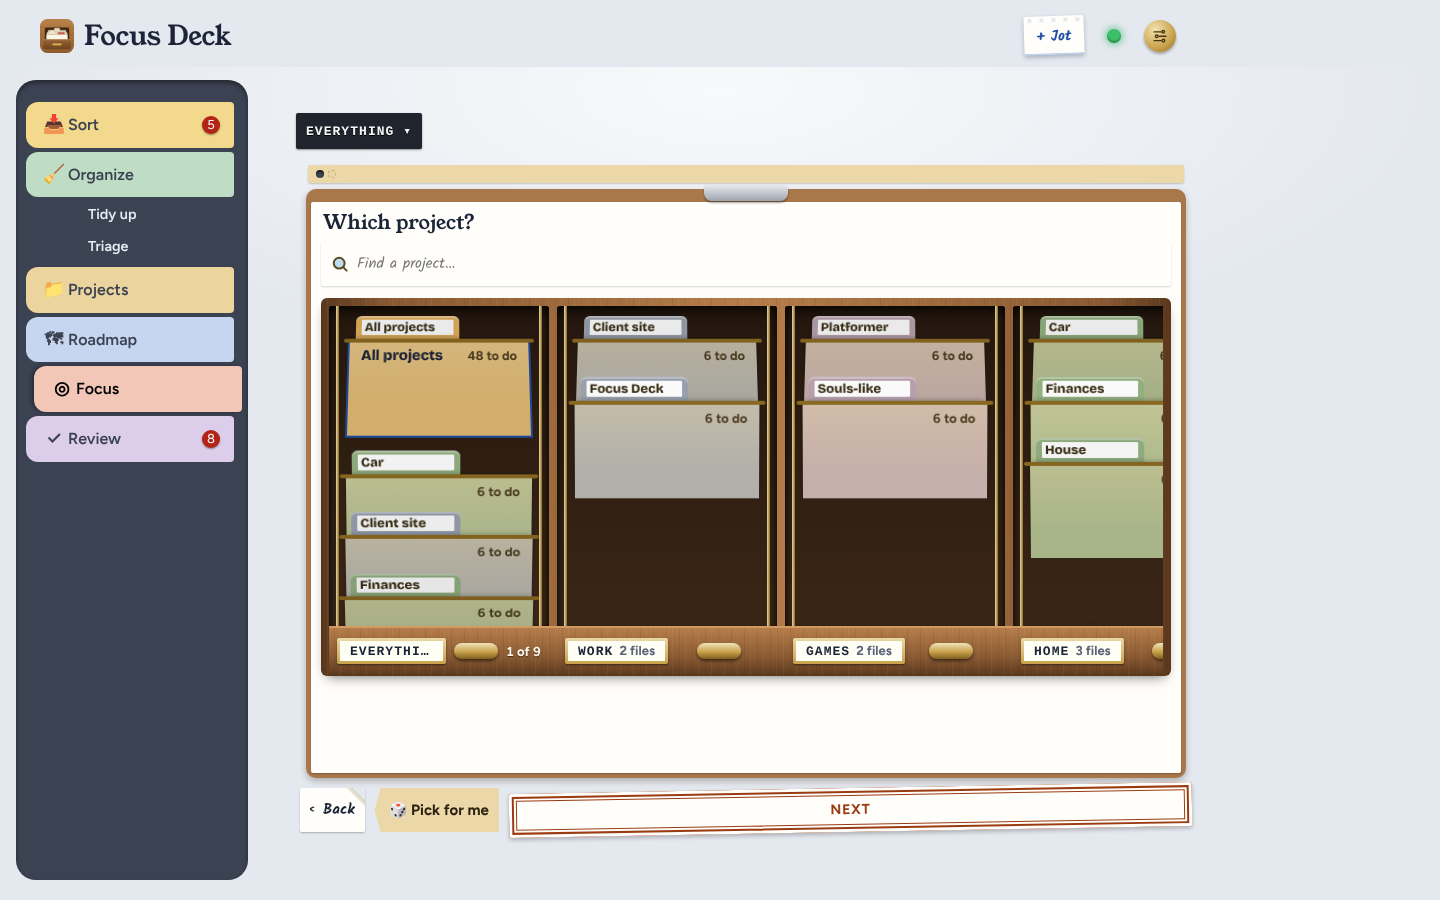 Focus Deck
+ Jot
Sort 5
Organize
Tidy up
Triage
Projects
Roadmap
Focus
Review 8
EVERYTHING ▾
Which project?
Find a project...
All projects
All projects 48 to do
Car
6 to do
Client site
6 to do
Finances
6 to do
EVERYTHI… 1 of 9
Client site
6 to do
Focus Deck
6 to do
WORK 2 files
Platformer
6 to do
Souls-like
6 to do
GAMES 2 files
Car
Finances
House
HOME 3 files
‹ Back
Pick for me
NEXT